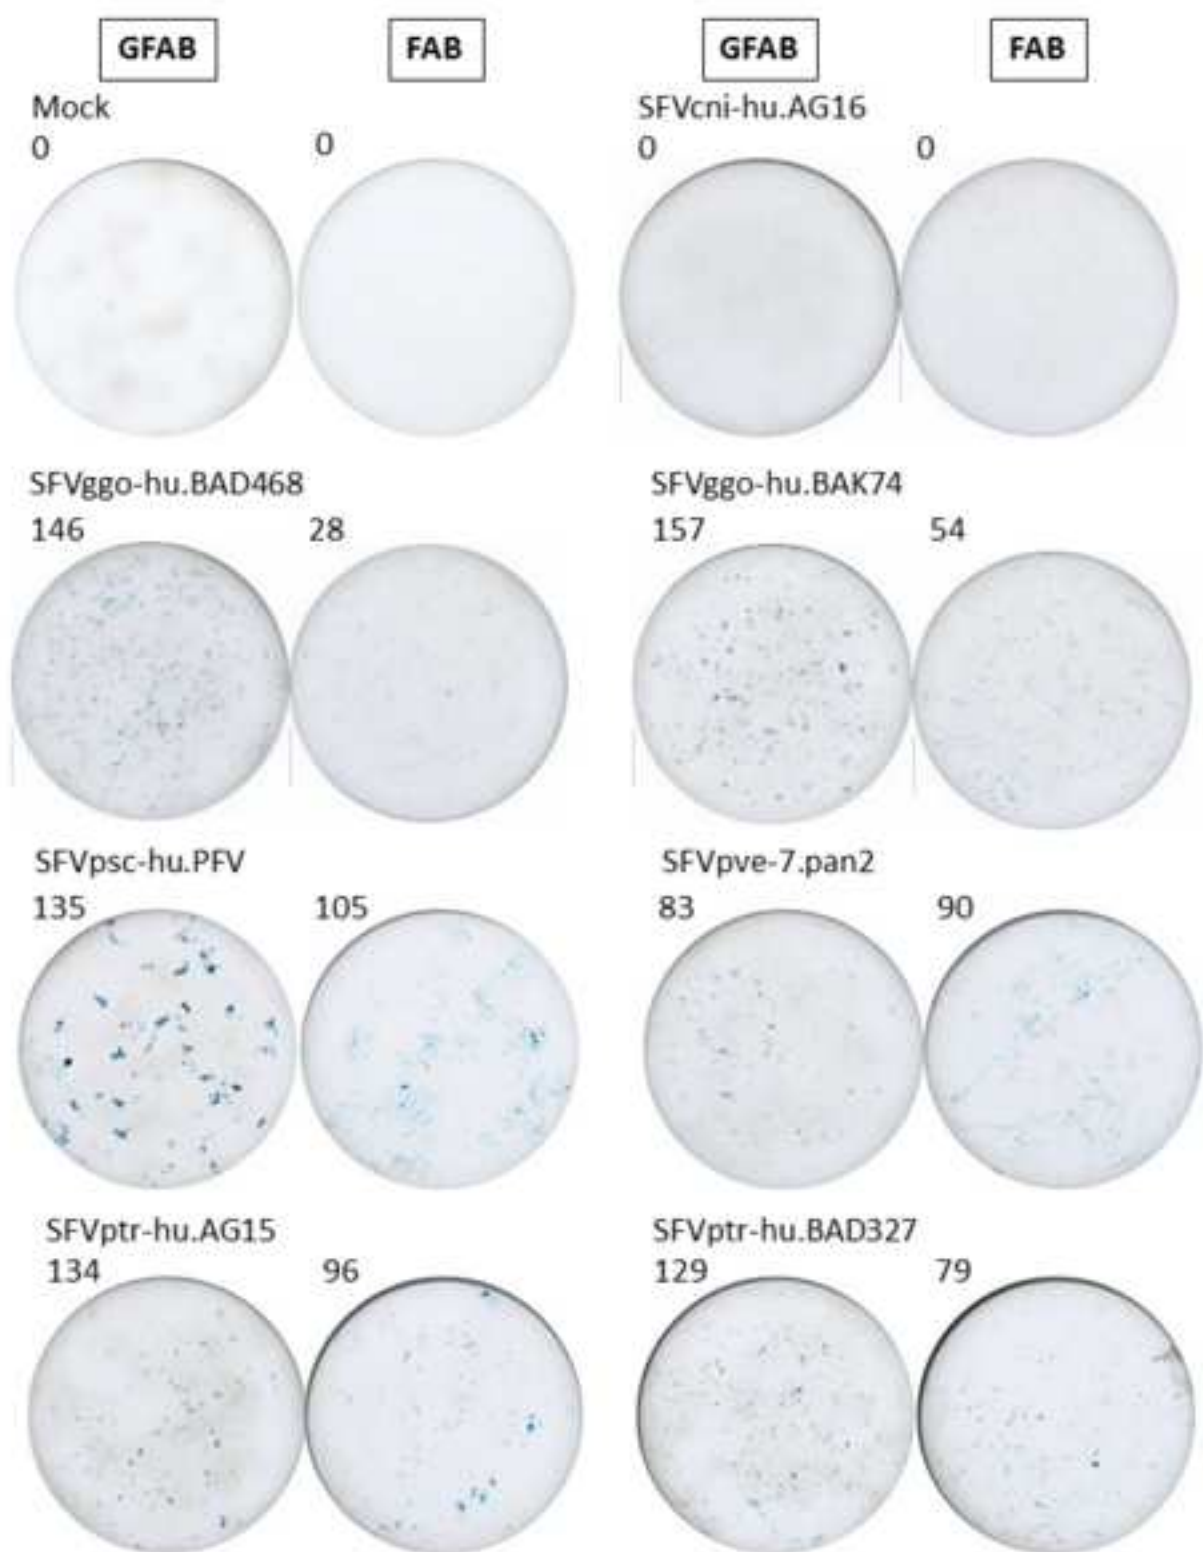 GFAB FAB GFAB FAB
Mock SFVcni-hu.AG16
0 0 0 0
SFVggo-hu.BAD468 SFVggo-hu.BAK74
146 28 157 54
SFVpsc-hu.PFV SFVpve-7.pan2
135 105 83 90
SFVptr-hu.AG15 SFVptr-hu.BAD327
134 96 129 79